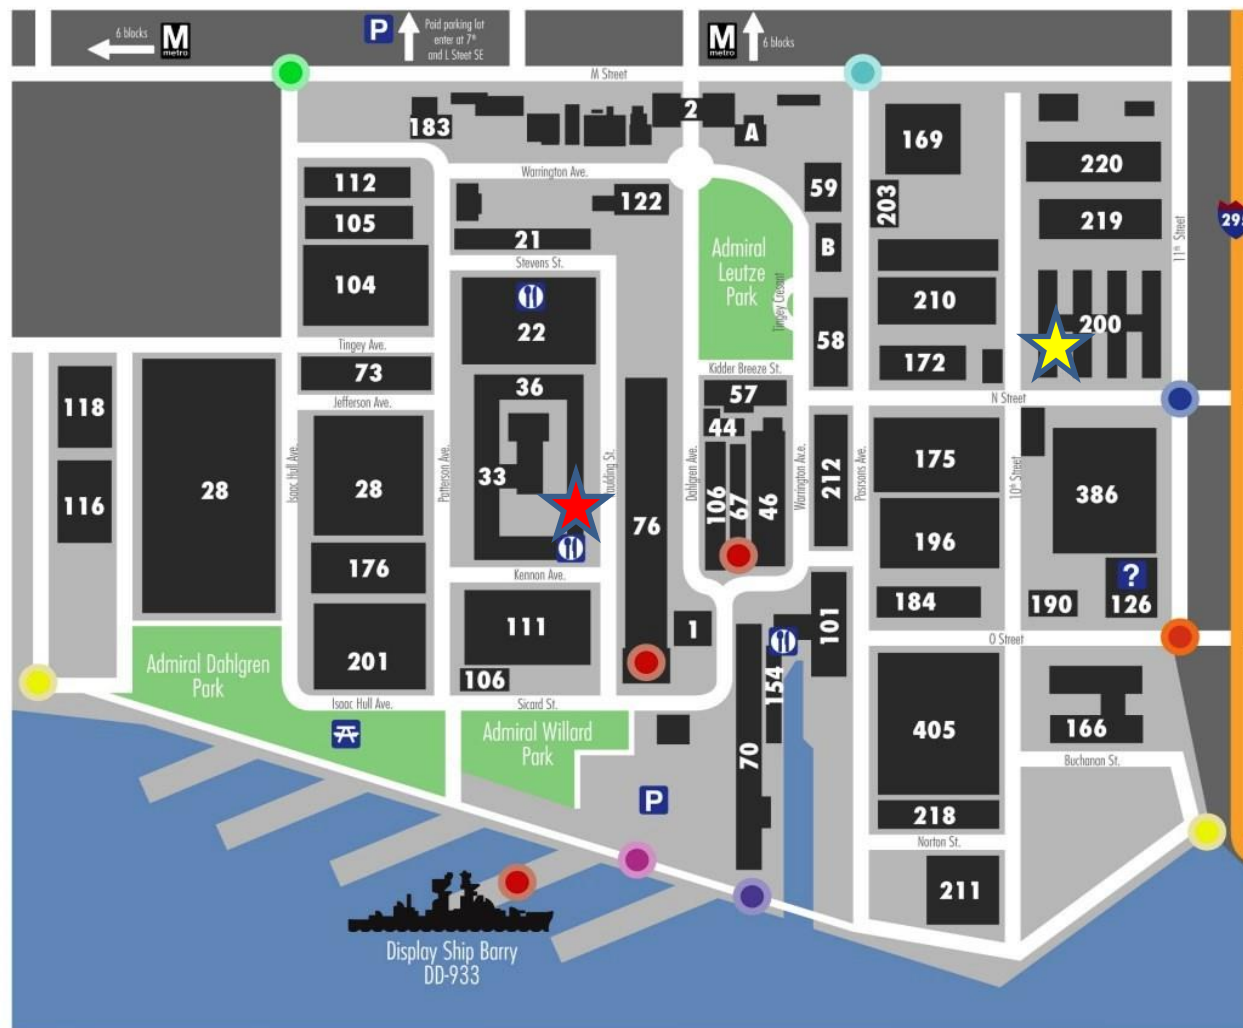 6 blocks
M
metro
P
Paid parking lot
enter at 7th
and L Steet SE
M
metro
6 blocks
M Street
183
2
A
169
220
Warrington Ave.
112
122
59
203
105
21
B
219
11th Street
295
Stevens St.
Admiral
Leutze
Park
104
22
Tingey Cresant
210
200
58
Tingey Ave.
172
73
Kidder Breeze St.
36
57
N Street
118
Jefferson Ave.
44
28
Isaac Hull Ave.
28
Patterson Ave.
33
76
Dahlgren Ave.
106
67
46
Warrington Av.e.
212
Pasrsons Ave.
175
10th Street
386
116
196
176
Kennon Ave.
?
126
190
184
111
1
101
O Street
Admiral Dahlgren
Park
201
106
154
Isaac Hull Ave.
Sicard St.
Admiral Willard
Park
70
405
166
Buchanan St.
P
218
Norton St.
211
Display Ship Barry
DD-933